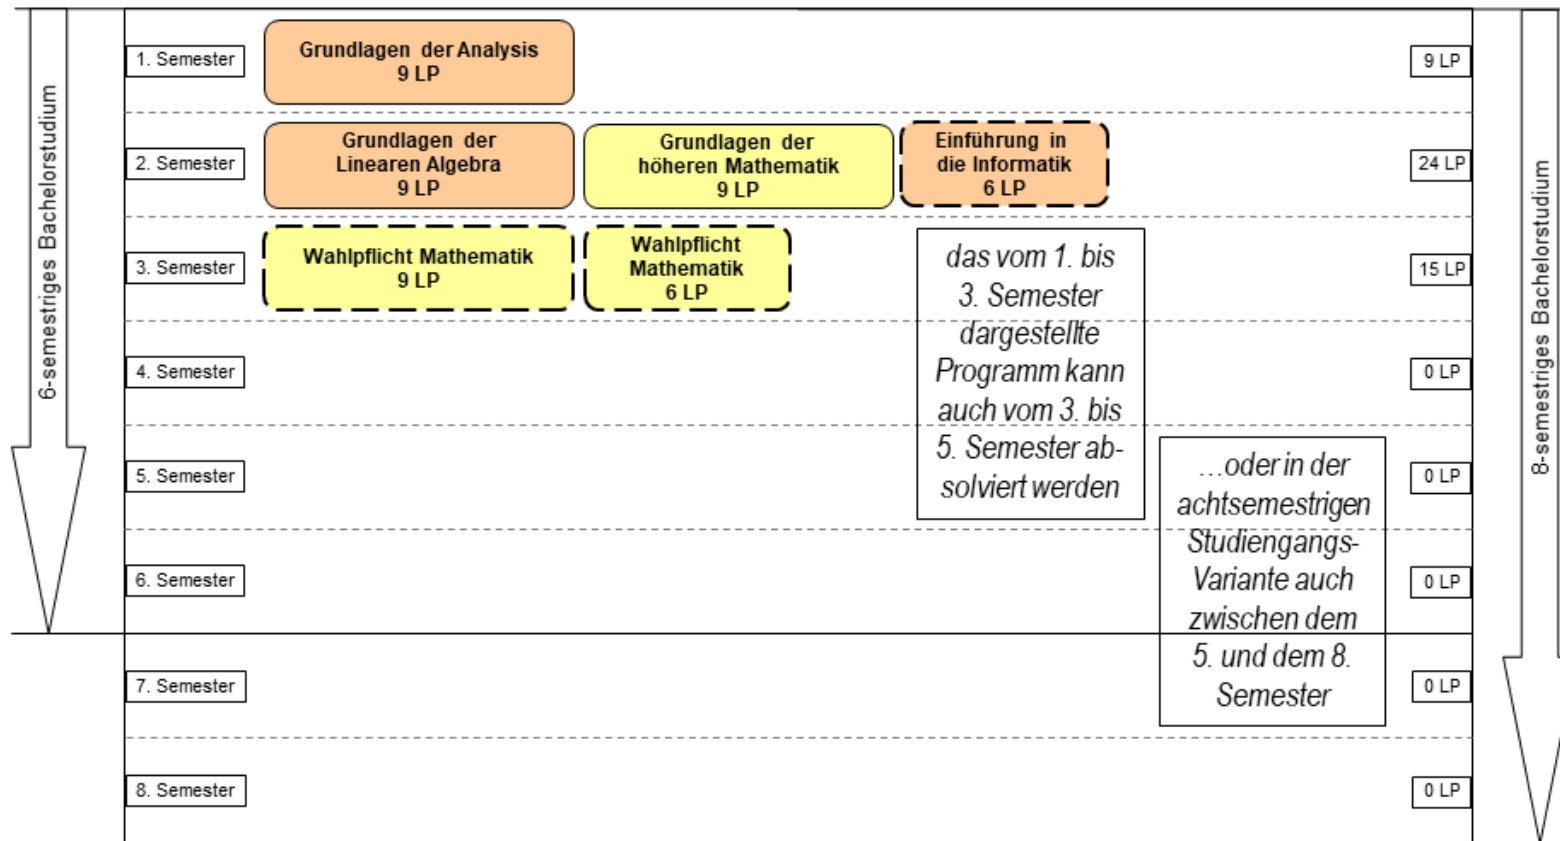 6-semestriges Bachelorstudium
8-semestriges Bachelorstudium
1. Semester
Grundlagen der Analysis
9 LP
9 LP
2. Semester
Grundlagen der
Linearen Algebra
9 LP
Grundlagen der
höheren Mathematik
9 LP
Einführung in
die Informatik
6 LP
24 LP
3. Semester
Wahlpflicht Mathematik
9 LP
Wahlpflicht
Mathematik
6 LP
15 LP
das vom 1. bis
3. Semester
dargestellte
Programm kann
auch vom 3. bis
5. Semester ab-
solviert werden
4. Semester
0 LP
5. Semester
0 LP
...oder in der
achtsemestrigen
Studiengangs-
Variante auch
zwischen dem
5. und dem 8.
Semester
6. Semester
0 LP
7. Semester
0 LP
8. Semester
0 LP